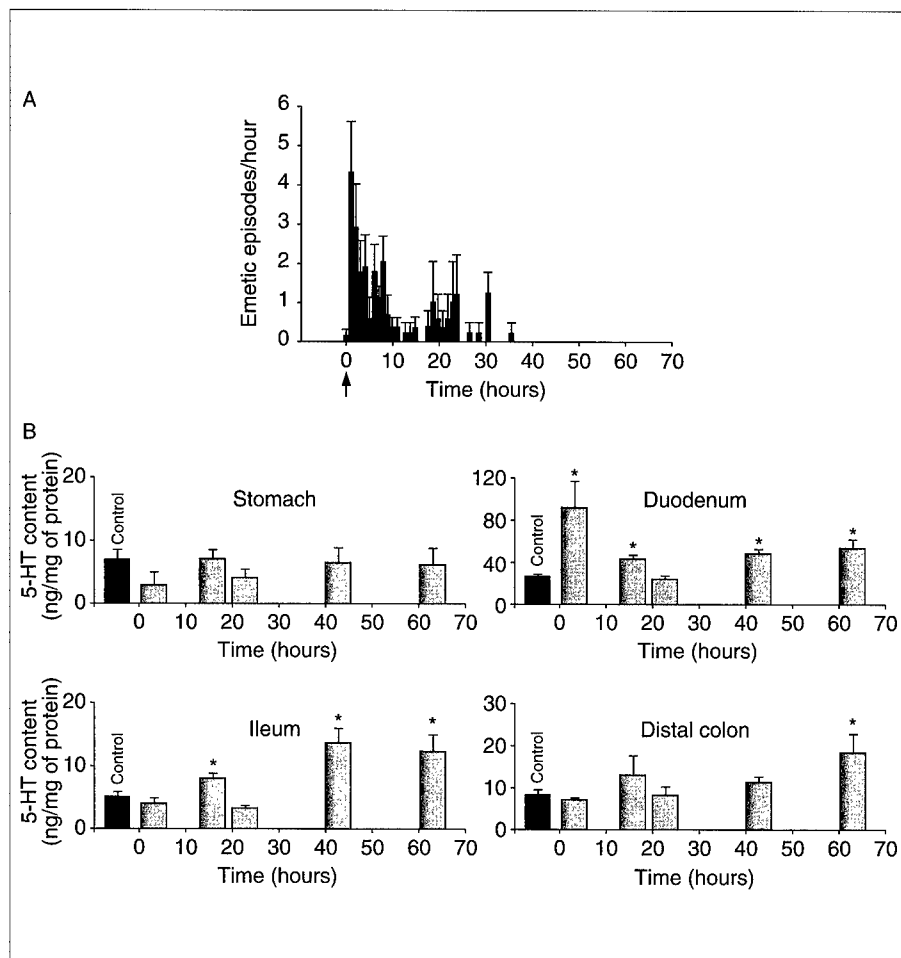 A
Emetic episodes/hour
6
5
4
3
2
1
0
0 10 20 30 40 50 60 70
Time (hours)
B
5-HT content
(ng/mg of protein)
20
10
0
Control
Stomach
0 10 20 30 40 50 60 70
Time (hours)
120
80
40
0
Control
*
*
*
*
Duodenum
0 10 20 30 40 50 60 70
Time (hours)
5-HT content
(ng/mg of protein)
20
10
0
Control
*
*
*
Ileum
0 10 20 30 40 50 60 70
Time (hours)
30
20
10
0
Control
*
Distal colon
0 10 20 30 40 50 60 70
Time (hours)